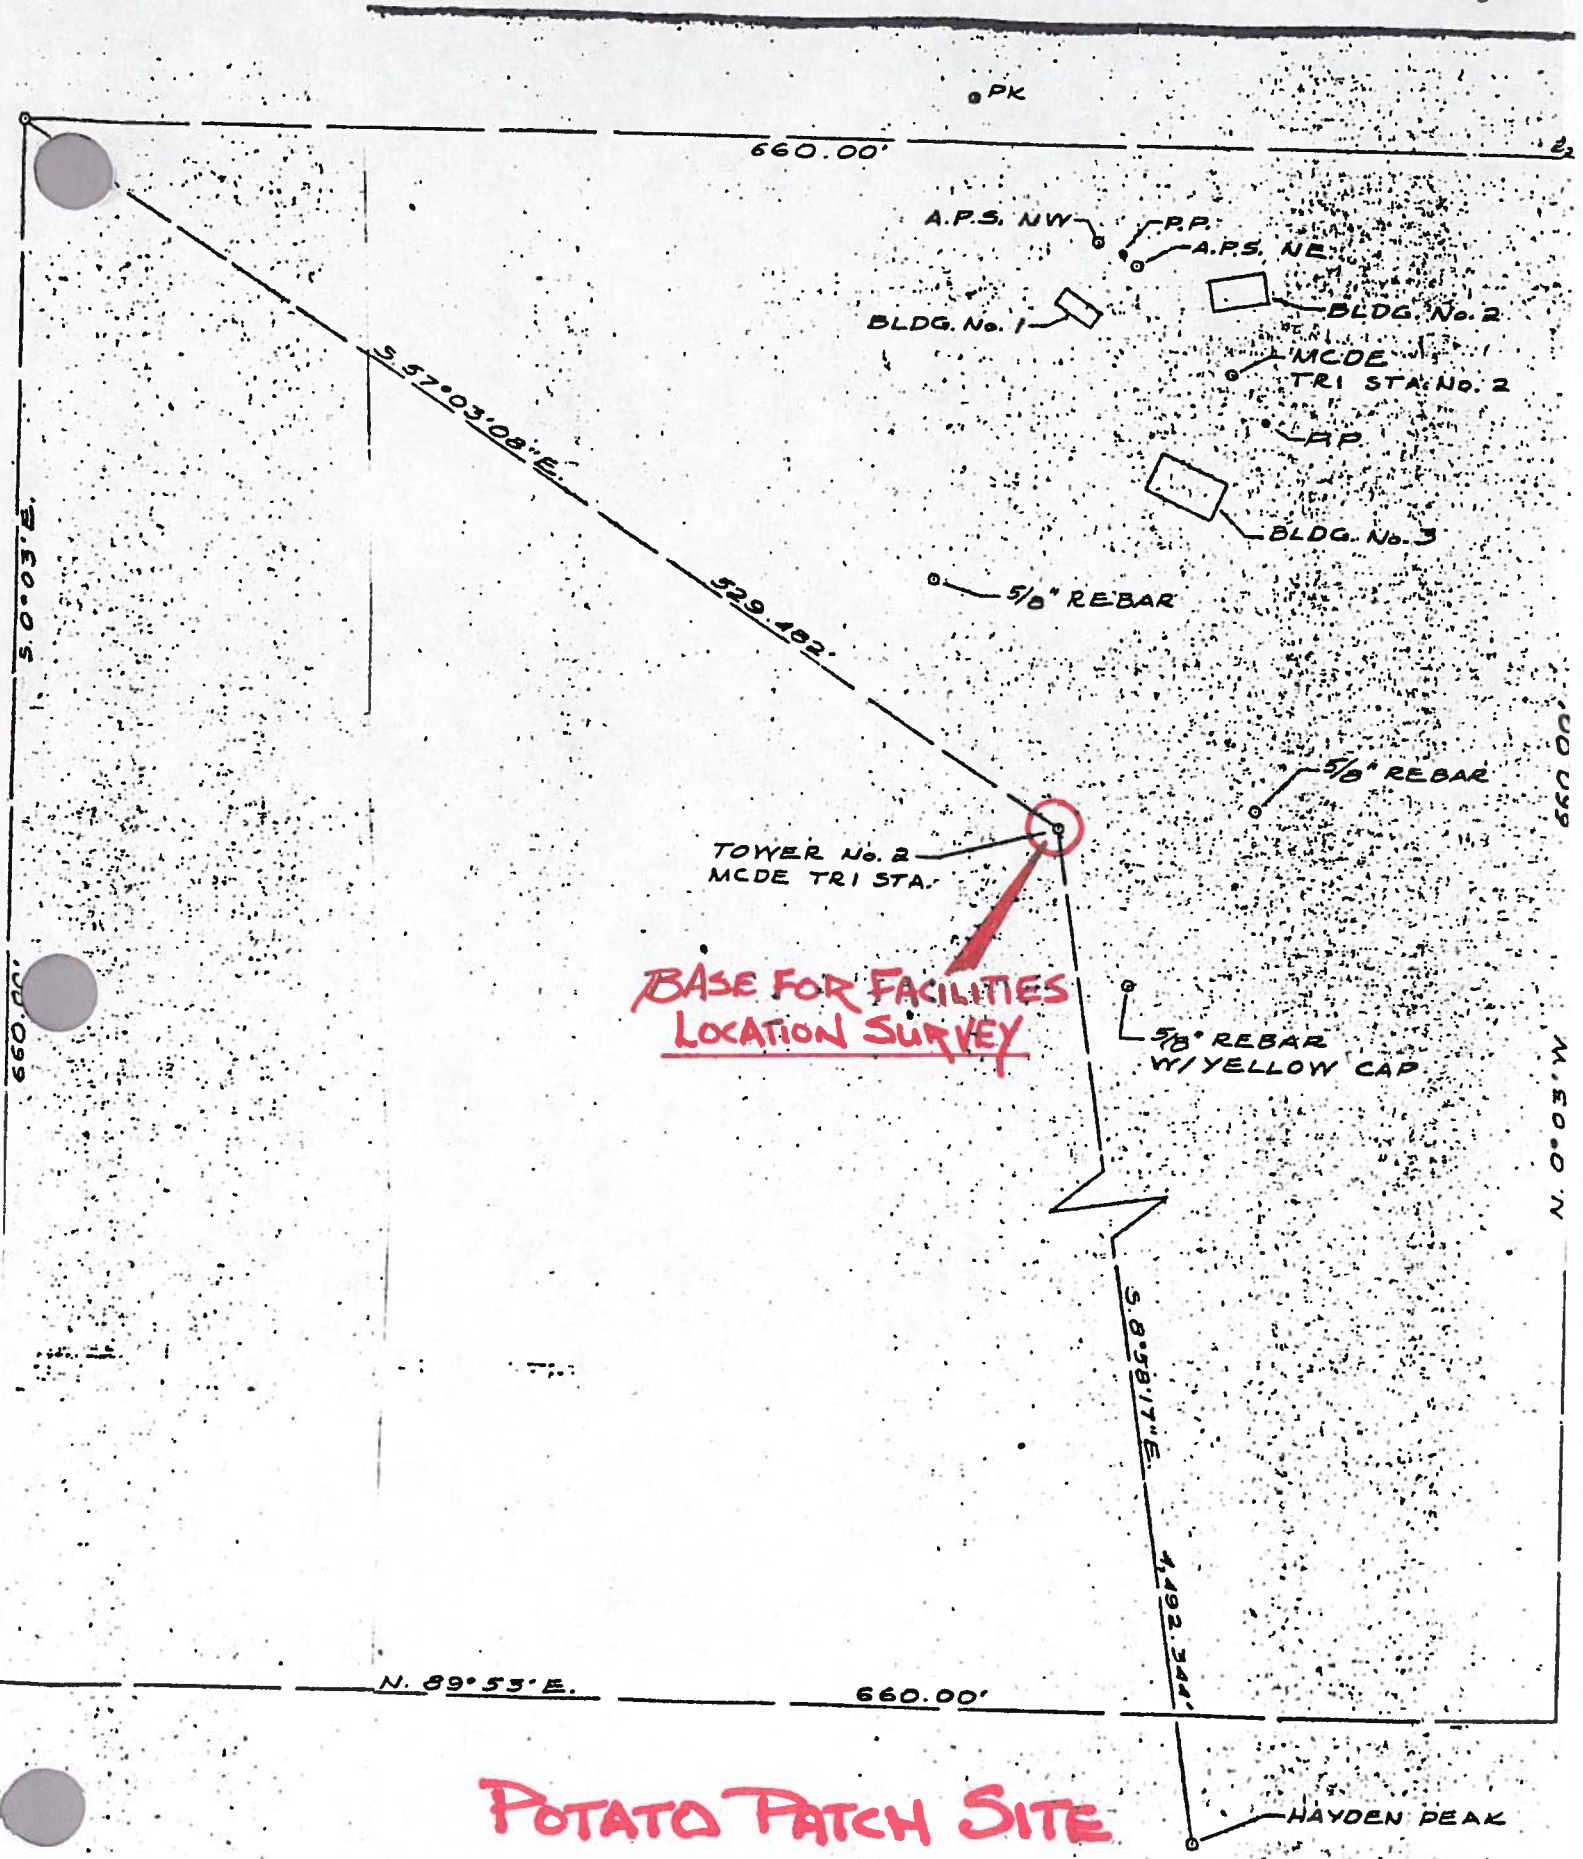 PK
660.00'
A.P.S. NW
P.P.
A.P.S. NE
BLDG. No. 1
BLDG. No. 2
MCDE
TRI STA. NO. 2
P.P.
S. 57°03'08" E.
BLDG. No. 3
S. 0°03' E.
529.482'
5/8" REBAR
660.00'
5/8" REBAR
TOWER No. 2
MCDE TRI STA.
BASE FOR FACILITIES
LOCATION SURVEY
660.00'
5/8" REBAR
W/ YELLOW CAP
N. 0°03' W.
S. 8°58'17" E.
4,492.344'
N. 89°53' E.
660.00'
POTATO PATCH SITE
HAYDEN PEAK